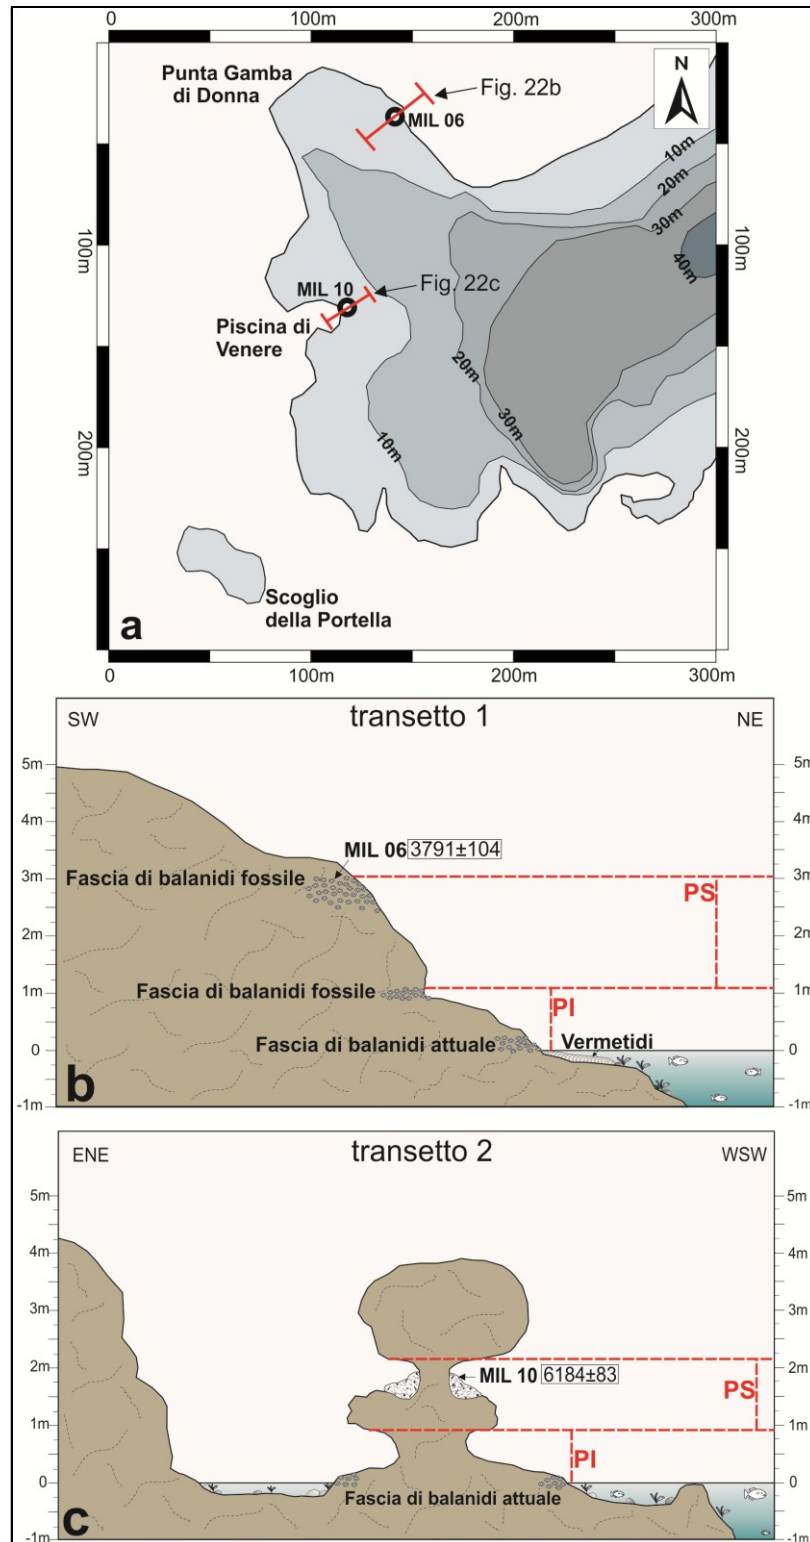 0 100m 200m 300m
Punta Gamba
di Donna
Fig. 22b
N
MIL 06
10m
20m
30m
40m
100m
100m
MIL 10
Fig. 22c
Piscina di
Venere
20m
30m
10m
200m
200m
Scoglio
della Portella
a
0 100m 200m 300m
SW transetto 1 NE
5m 5m
4m 4m
MIL 06 3791±104
Fascia di balanidi fossile
3m 3m
PS
2m 2m
Fascia di balanidi fossile
1m 1m
PI
Fascia di balanidi attuale
Vermetidi
0 0
b
-1m -1m
ENE transetto 2 WSW
5m 5m
4m 4m
3m 3m
2m 2m
MIL 10 6184±83
PS
1m 1m
PI
0 0
Fascia di balanidi attuale
c
-1m -1m